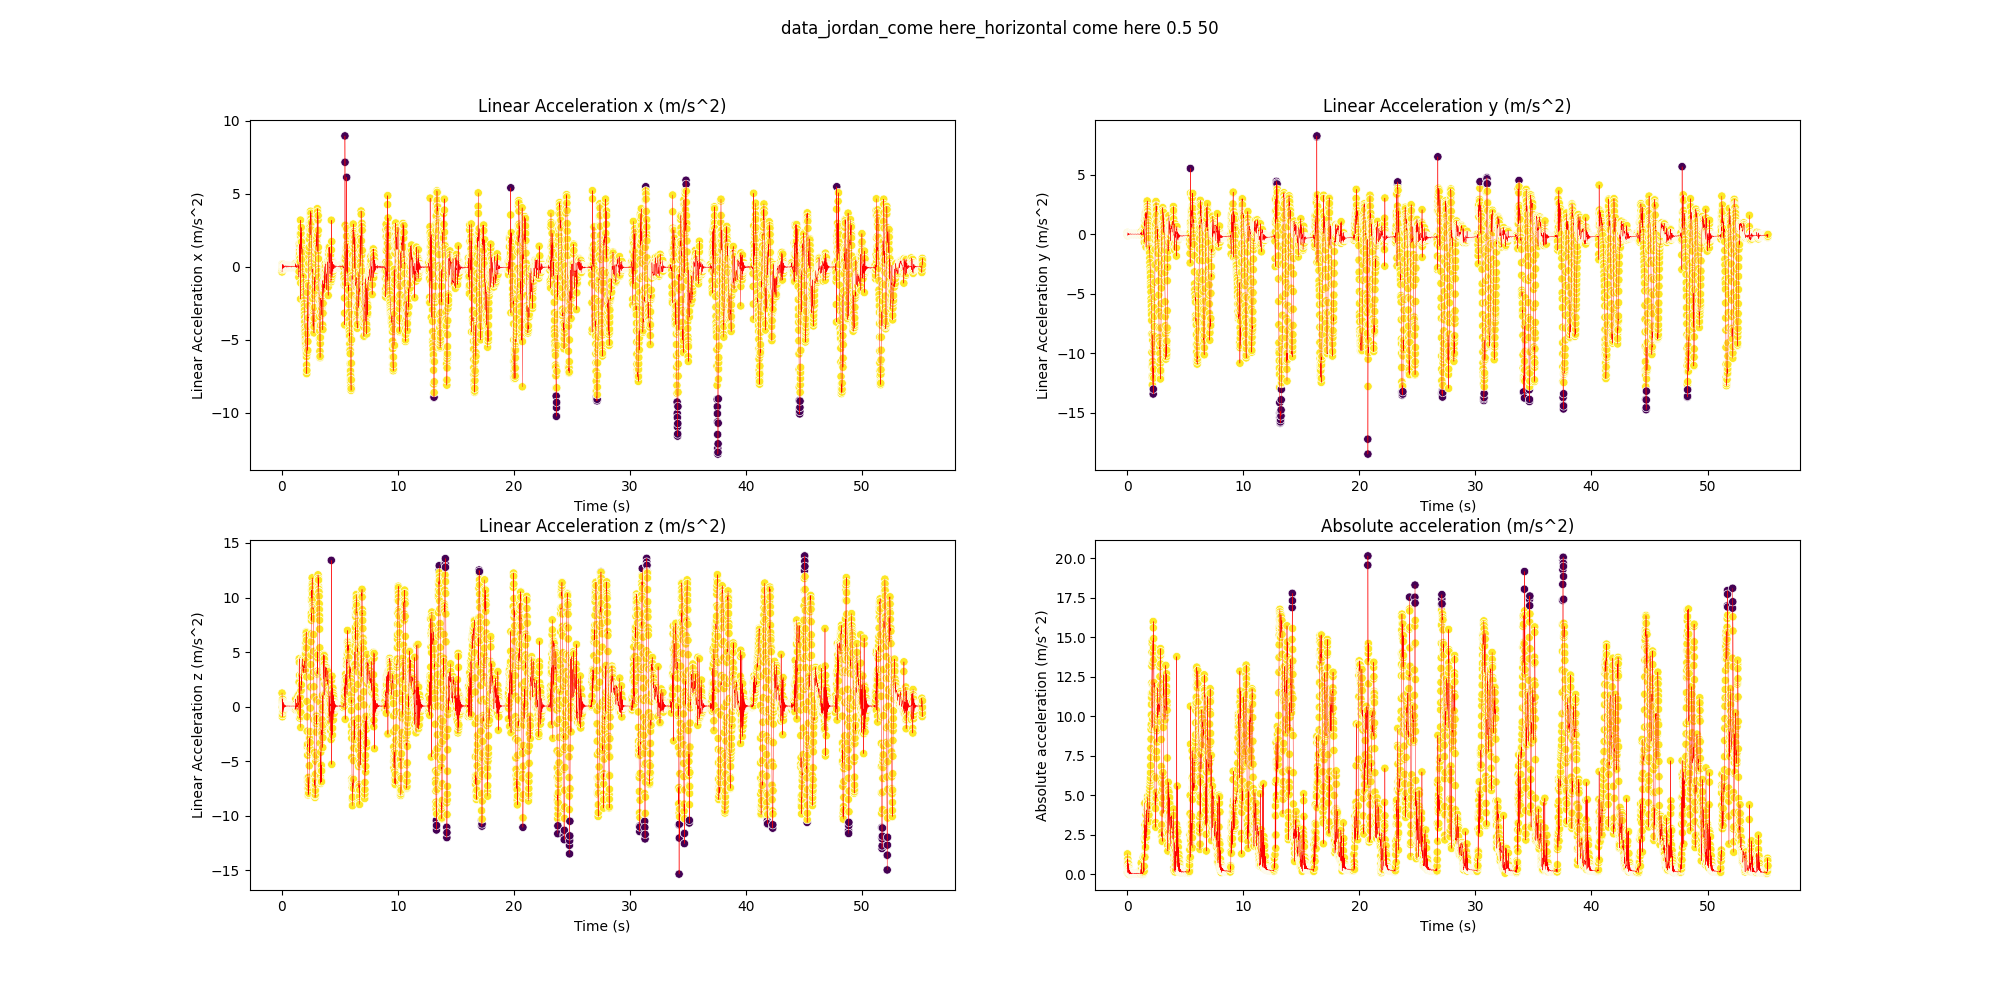 data_jordan_come here_horizontal come here 0.5 50
Linear Acceleration x (m/s^2)
Linear Acceleration x (m/s^2)
10
5
0
−5
−10
0 10 20 30 40 50
Time (s)
Linear Acceleration y (m/s^2)
Linear Acceleration y (m/s^2)
5
0
−5
−10
−15
0 10 20 30 40 50
Time (s)
Linear Acceleration z (m/s^2)
Linear Acceleration z (m/s^2)
15
10
5
0
−5
−10
−15
0 10 20 30 40 50
Time (s)
Absolute acceleration (m/s^2)
Absolute acceleration (m/s^2)
20.0
17.5
15.0
12.5
10.0
7.5
5.0
2.5
0.0
0 10 20 30 40 50
Time (s)